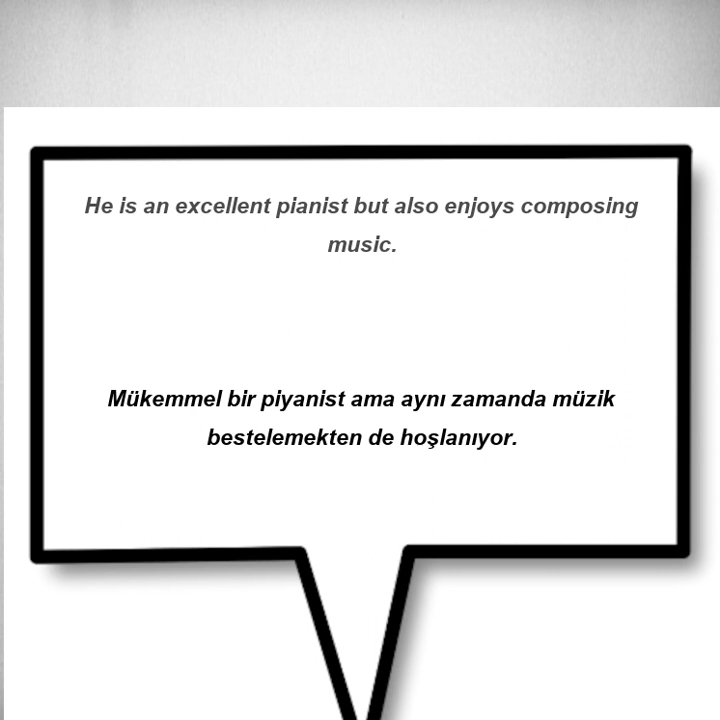 He is an excellent pianist but also enjoys composing
music.
Mükemmel bir piyanist ama aynı zamanda müzik
bestelemekten de hoşlanıyor.